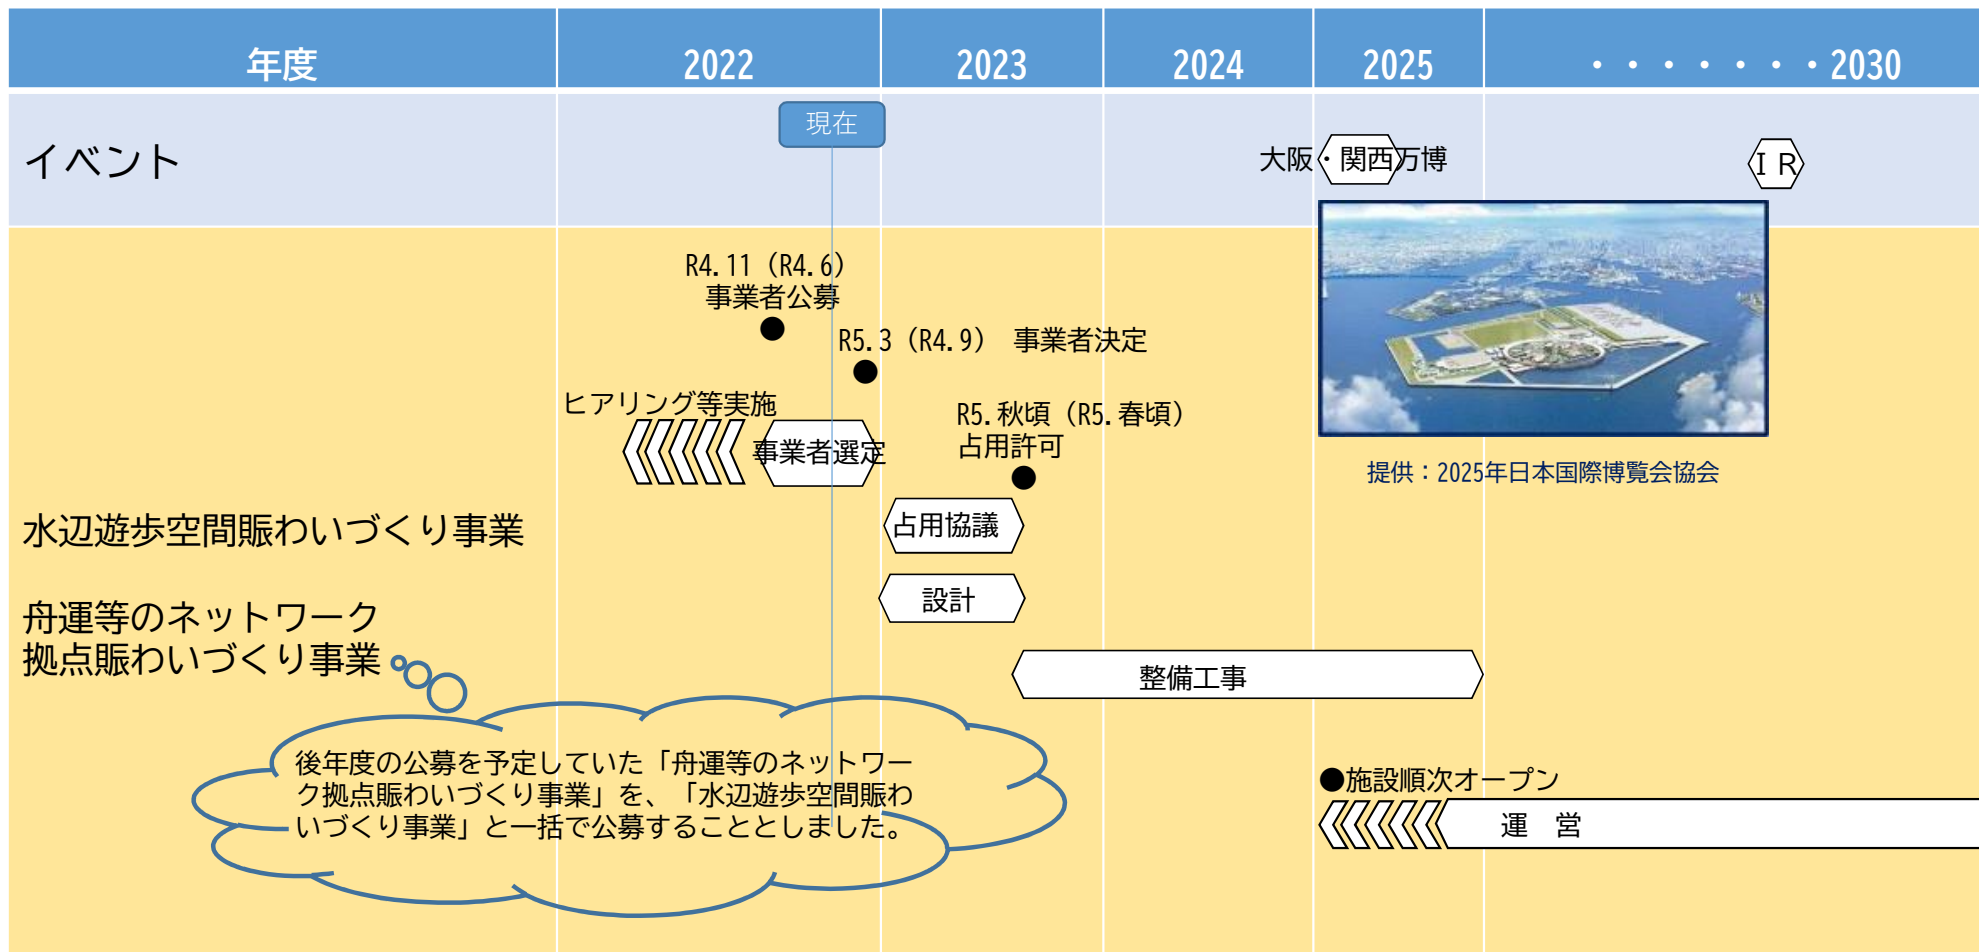 年度
2022
2023
2024
2025
・・・・・・・2030
現在
イベント
大阪・関西万博
ＩＲ
R4.11（R4.6）
事業者公募
R5.3（R4.9）　事業者決定
ヒアリング等実施
事業者選定
R5.秋頃（R5.春頃）
占用許可
提供：2025年日本国際博覧会協会
水辺遊歩空間賑わいづくり事業
占用協議
設計
舟運等のネットワーク
拠点賑わいづくり事業
整備工事
後年度の公募を予定していた「舟運等のネットワー
ク拠点賑わいづくり事業」を、「水辺遊歩空間賑わ
いづくり事業」と一括で公募することとしました。
●施設順次オープン
運　営